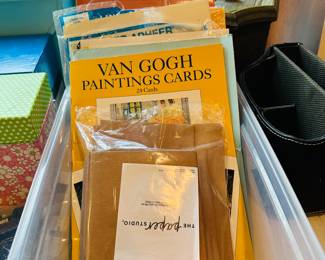 VAN GOGH
PAINTINGS CARDS
24 Cards
THE paper STUDIO